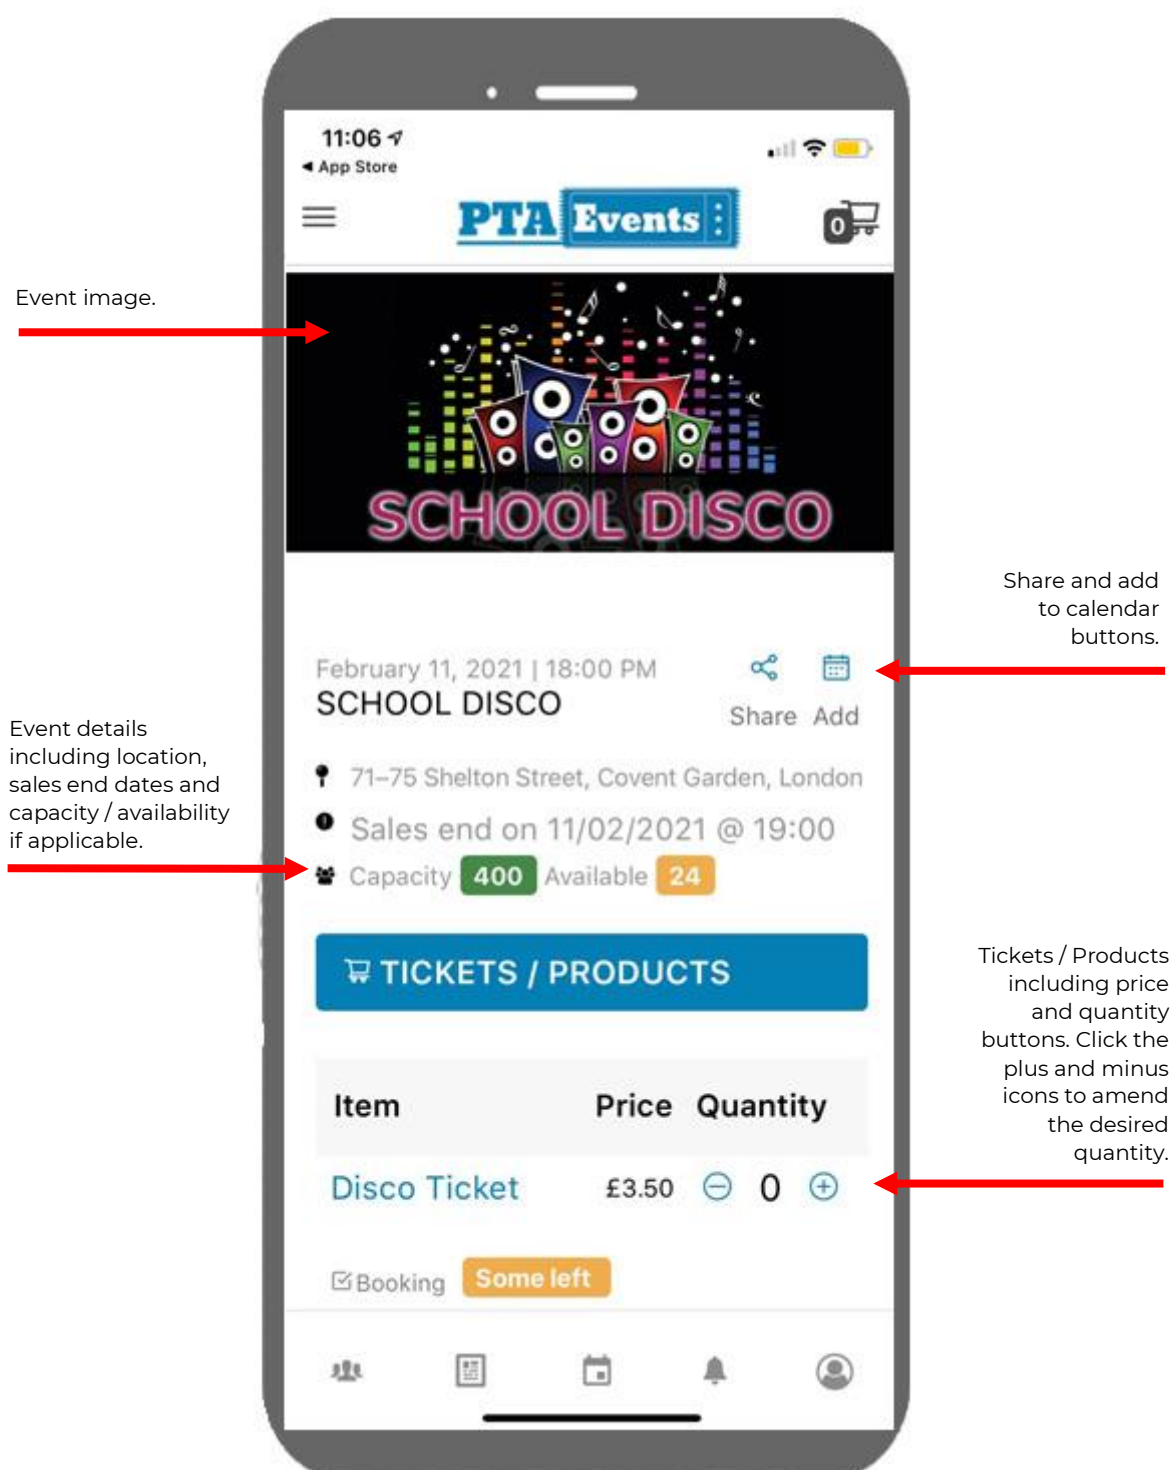 11:06
App Store
PTA Events
0
Event image.
SCHOOL DISCO
Share and add
to calendar
buttons.
February 11, 2021 | 18:00 PM
SCHOOL DISCO
Share Add
Event details
including location,
sales end dates and
capacity / availability
if applicable.
71–75 Shelton Street, Covent Garden, London
Sales end on 11/02/2021 @ 19:00
Capacity 400 Available 24
TICKETS / PRODUCTS
Tickets / Products
including price
and quantity
buttons. Click the
plus and minus
icons to amend
the desired
quantity.
Item Price Quantity
Disco Ticket £3.50 0
Booking Some left